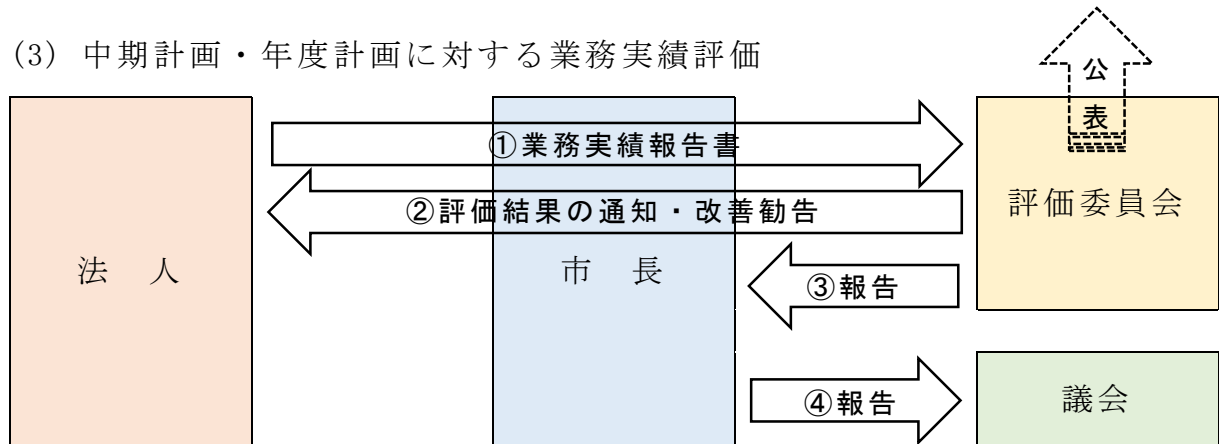 (3) 中期計画・年度計画に対する業務実績評価
公
表
①業務実績報告書
②評価結果の通知・改善勧告
評価委員会
法 人
市 長
③報告
④報告
議会